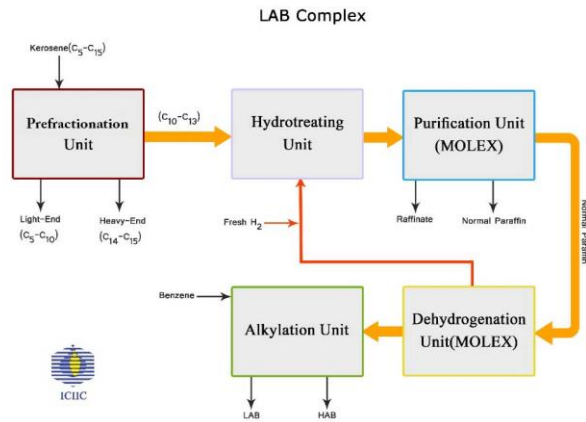 LAB Complex
Kerosene(C5-C15)
Prefractionation
Unit
(C10-C13)
Hydrotreating
Unit
Purification Unit
(MOLEX)
Light-End
(C5-C10)
Heavy-End
(C14-C15)
Fresh H2
Raffinate
Normal Paraffin
Normal Paraffin
Benzene
Alkylation Unit
Dehydrogenation
Unit(MOLEX)
LAB
HAB
ICIIC